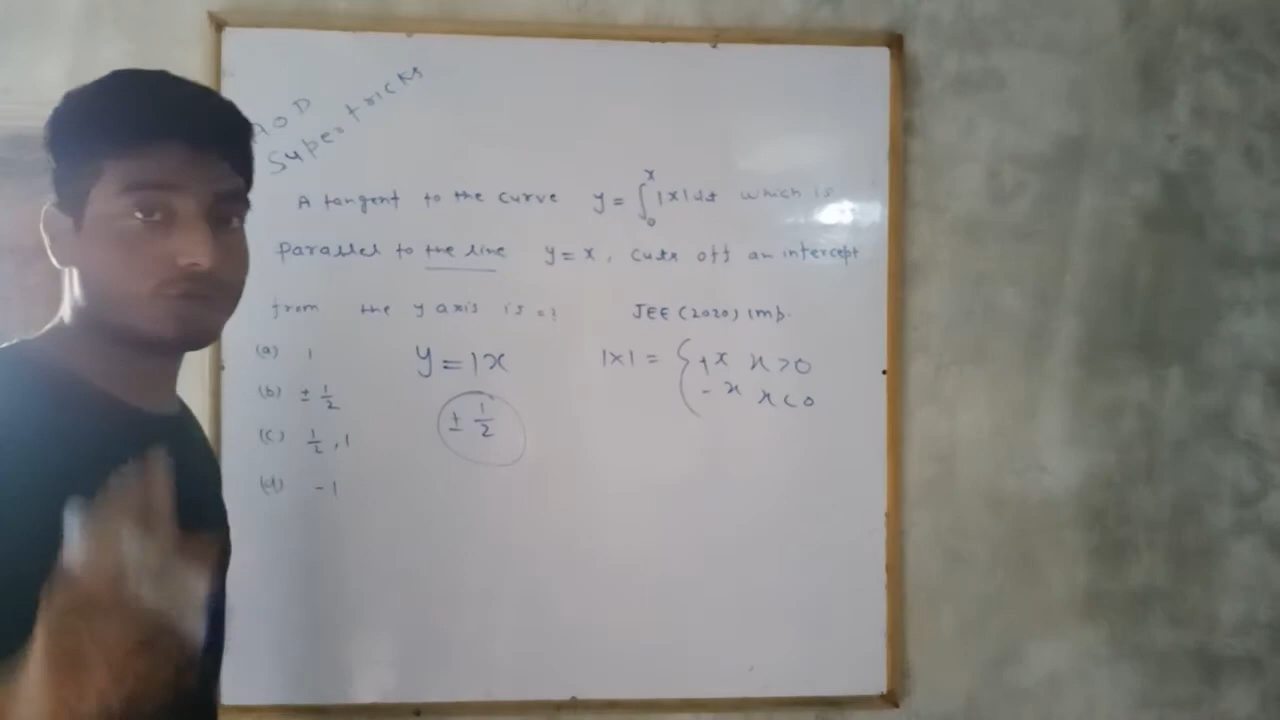 AOD
Super tricks
A tangent to the curve y = ∫₀ˣ |x|dt which is
parallel to the line y = x, cuts off an intercept
from the y axis is = ?
JEE (2020) Imp.
(a) 1
(b) ± 1/2
(c) 1/2, 1
(d) -1
y = 1x
± 1/2
|x| = { +x x>0
-x x<0